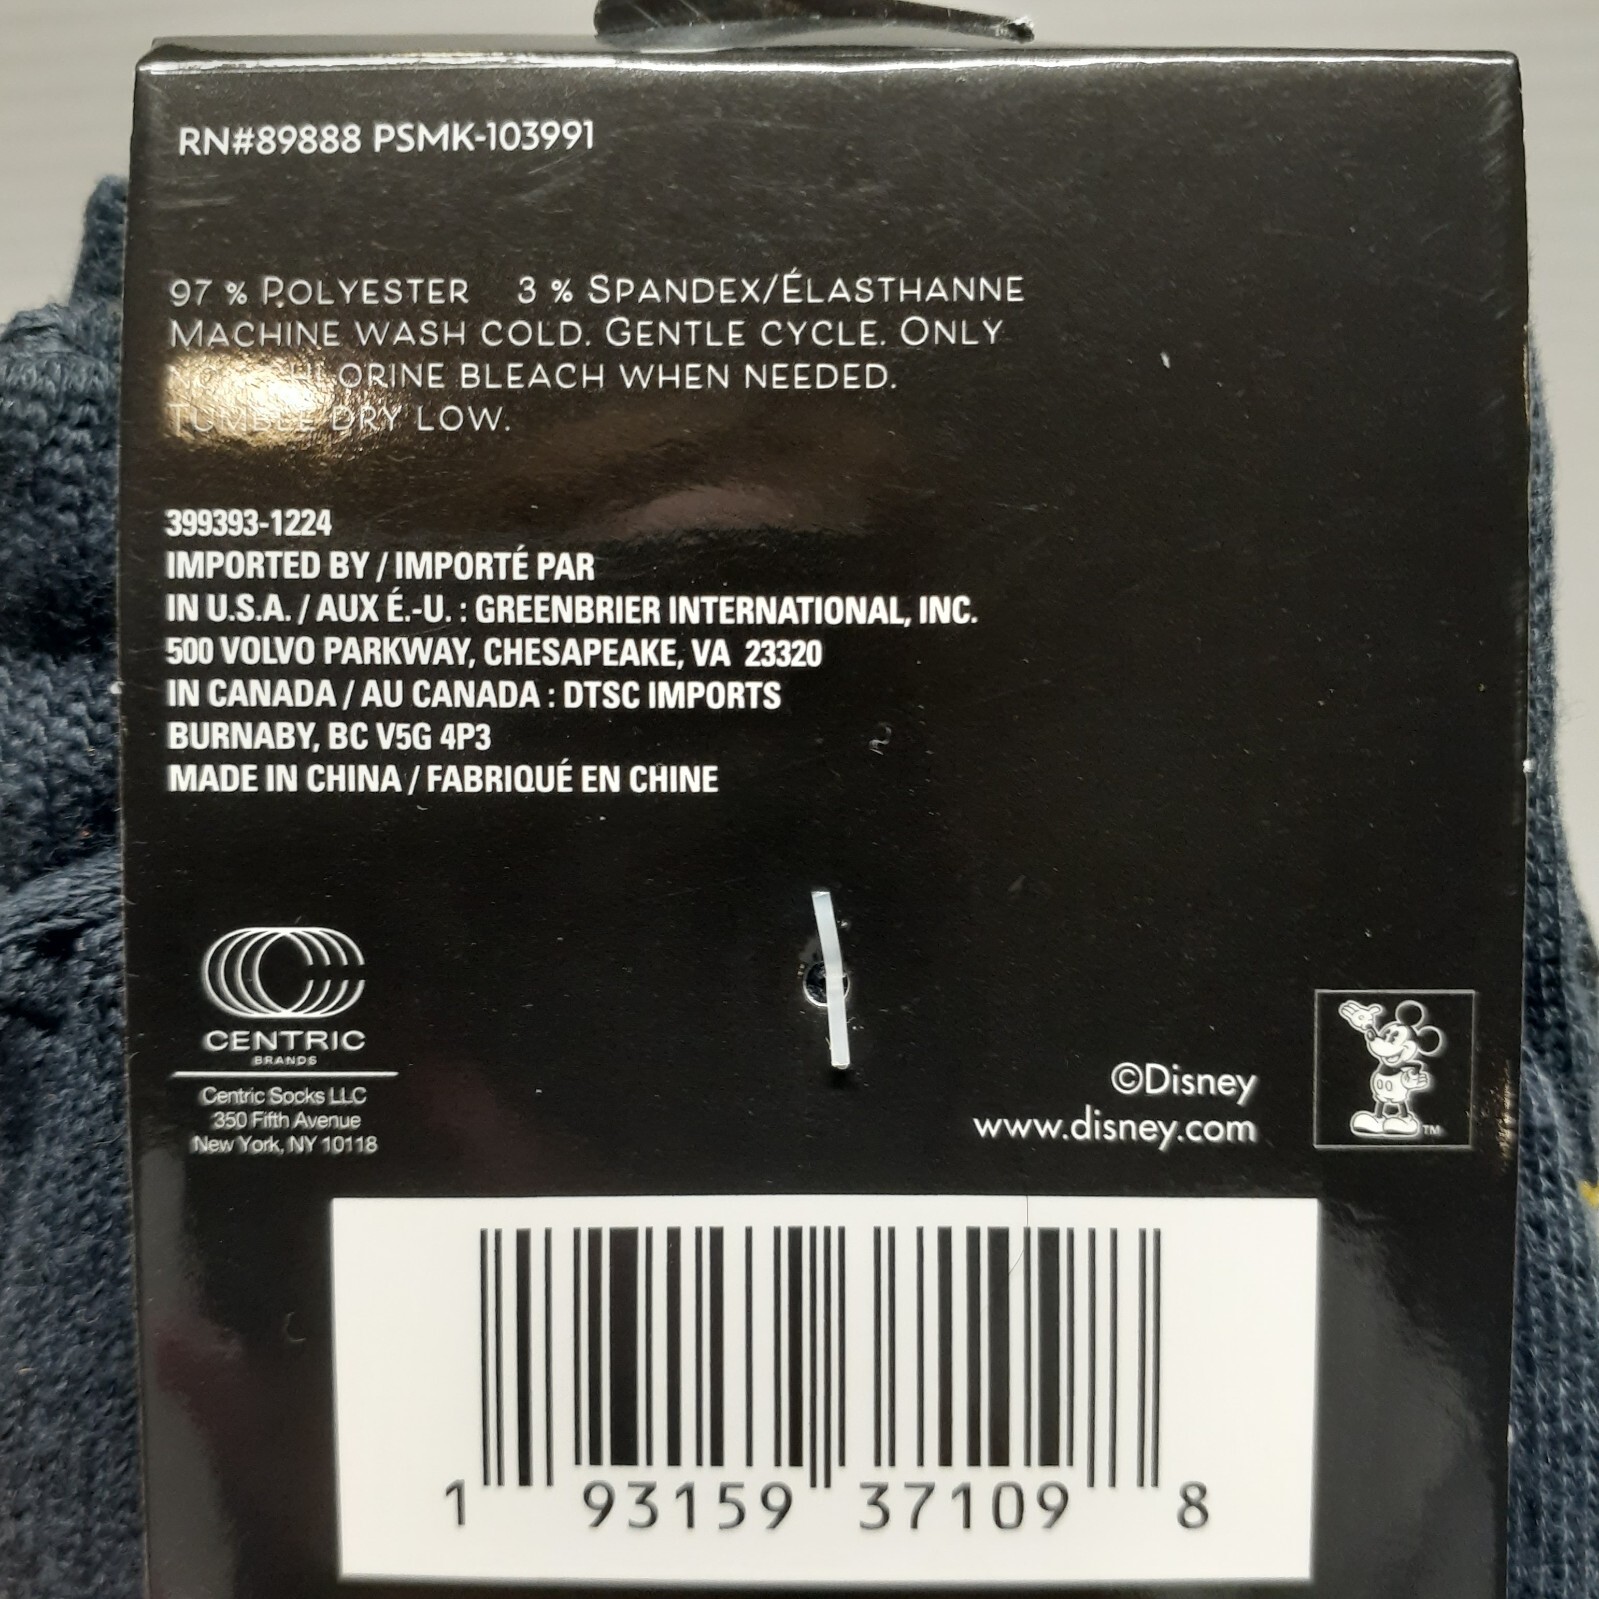 RN#89888 PSMK-103991
97 % POLYESTER 3 % SPANDEX/ÉLASTHANNE
MACHINE WASH COLD. GENTLE CYCLE. ONLY
NON-CHLORINE BLEACH WHEN NEEDED.
TUMBLE DRY LOW.
399393-1224
IMPORTED BY / IMPORTÉ PAR
IN U.S.A. / AUX É.-U. : GREENBRIER INTERNATIONAL, INC.
500 VOLVO PARKWAY, CHESAPEAKE, VA 23320
IN CANADA / AU CANADA : DTSC IMPORTS
BURNABY, BC V5G 4P3
MADE IN CHINA / FABRIQUÉ EN CHINE
CENTRIC
BRANDS
Centric Socks LLC
350 Fifth Avenue
New York, NY 10118
©Disney
www.disney.com
TM
1 93159 37109 8